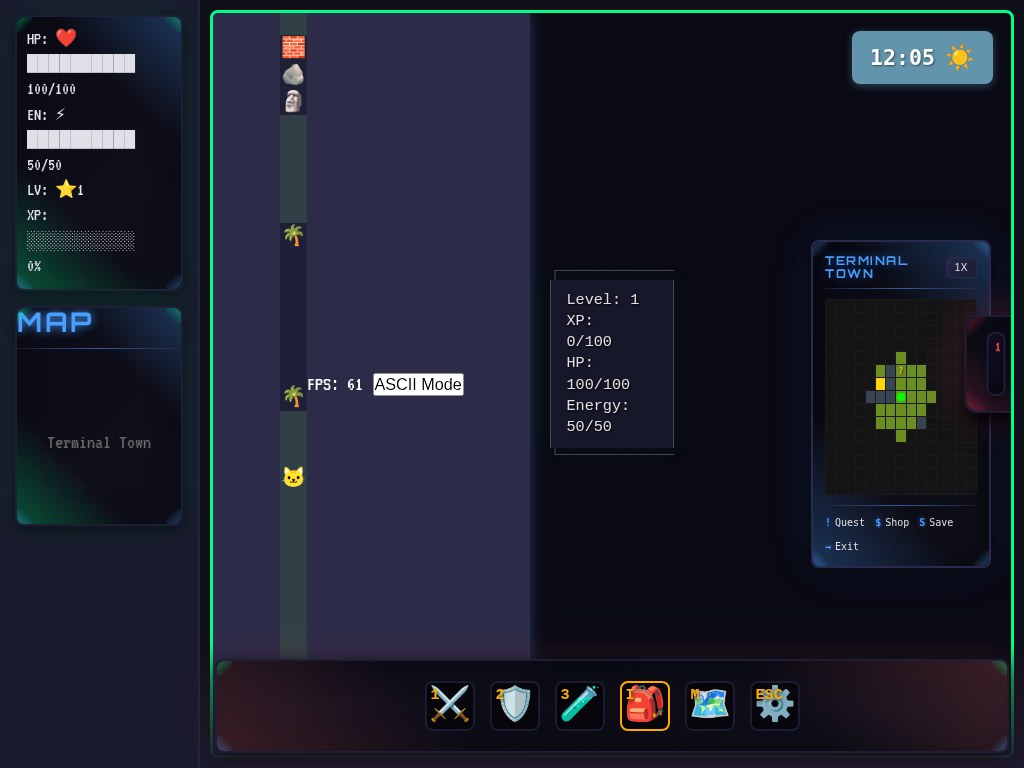 HP: ❤️
100/100
EN: ⚡
50/50
LV: ⭐1
XP:
0%
MAP
Terminal Town
FPS: 61 ASCII Mode
Level: 1
XP:
0/100
HP:
100/100
Energy:
50/50
12:05 ☀️
TERMINAL
TOWN
1X
?
! Quest $ Shop S Save
→ Exit
1
1 2 3 I M ESC